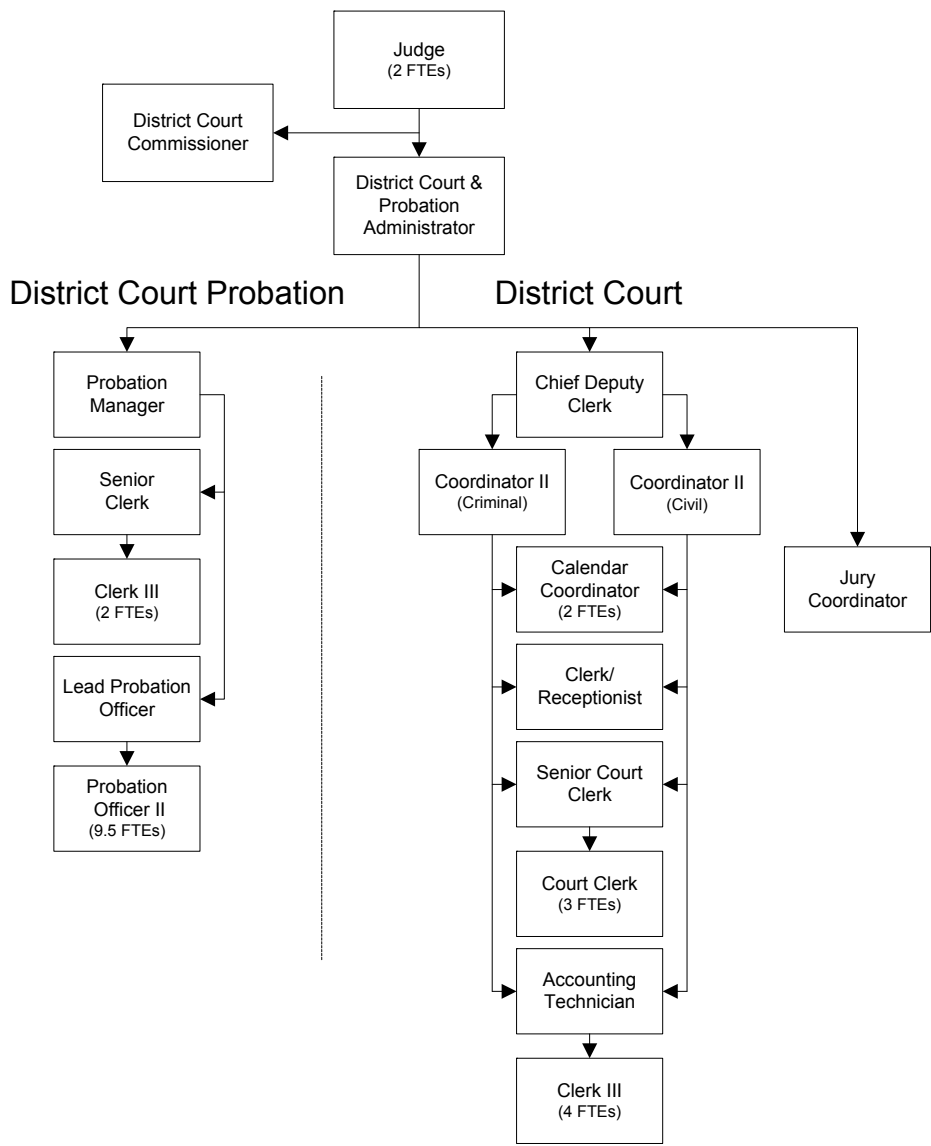 Judge
(2 FTEs)
District Court
Commissioner
District Court &
Probation
Administrator
District Court Probation
District Court
Probation
Manager
Senior
Clerk
Clerk III
(2 FTEs)
Lead Probation
Officer
Probation
Officer II
(9.5 FTEs)
Chief Deputy
Clerk
Coordinator II
(Criminal)
Coordinator II
(Civil)
Calendar
Coordinator
(2 FTEs)
Clerk/
Receptionist
Senior Court
Clerk
Court Clerk
(3 FTEs)
Accounting
Technician
Clerk III
(4 FTEs)
Jury
Coordinator